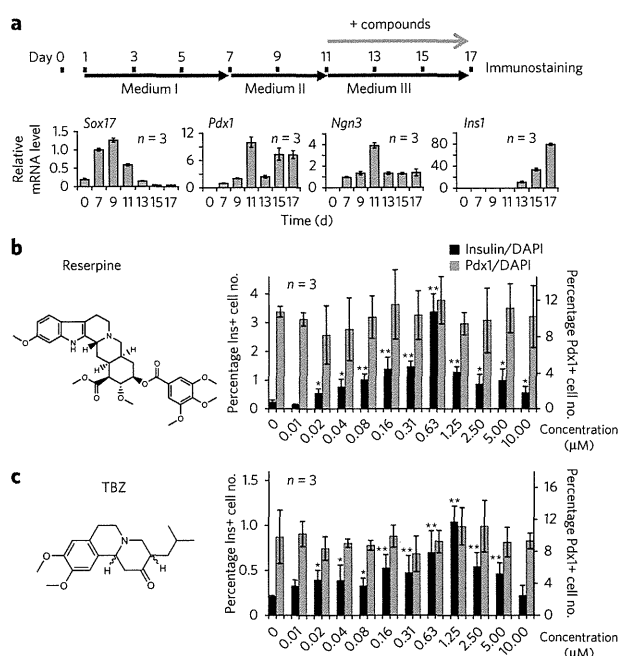 a
+ compounds
Day 0 1 3 5 7 9 11 13 15 17 Immunostaining
Medium I Medium II Medium III
Sox17 n = 3 Pdx1 n = 3 Ngn3 n = 3 Ins1 n = 3
Relative
mRNA level
1.5
1.0
0.5
0
12
6
0
4
2
0
80
40
0
0 7 9 11 13 15 17 0 7 9 11 13 15 17 0 7 9 11 13 15 17 0 7 9 11 13 15 17
Time (d)
b
Reserpine
Insulin/DAPI
Pdx1/DAPI
n = 3
Percentage Ins+ cell no.
4
3
2
1
0
* * ** ** ** ** ** ** * * *
Percentage Pdx1+ cell no.
12
8
4
0
0 0.01 0.02 0.04 0.08 0.16 0.31 0.63 1.25 2.50 5.00 10.00 Concentration
(μM)
O N NH H H H O O O O O O O O
c
TBZ
n = 3
Percentage Ins+ cell no.
1.5
1.0
0.5
0
* * * ** ** ** ** ** **
Percentage Pdx1+ cell no.
16
12
8
4
0
0 0.01 0.02 0.04 0.08 0.16 0.31 0.63 1.25 2.50 5.00 10.00 Concentration
(μM)
O O N H H O